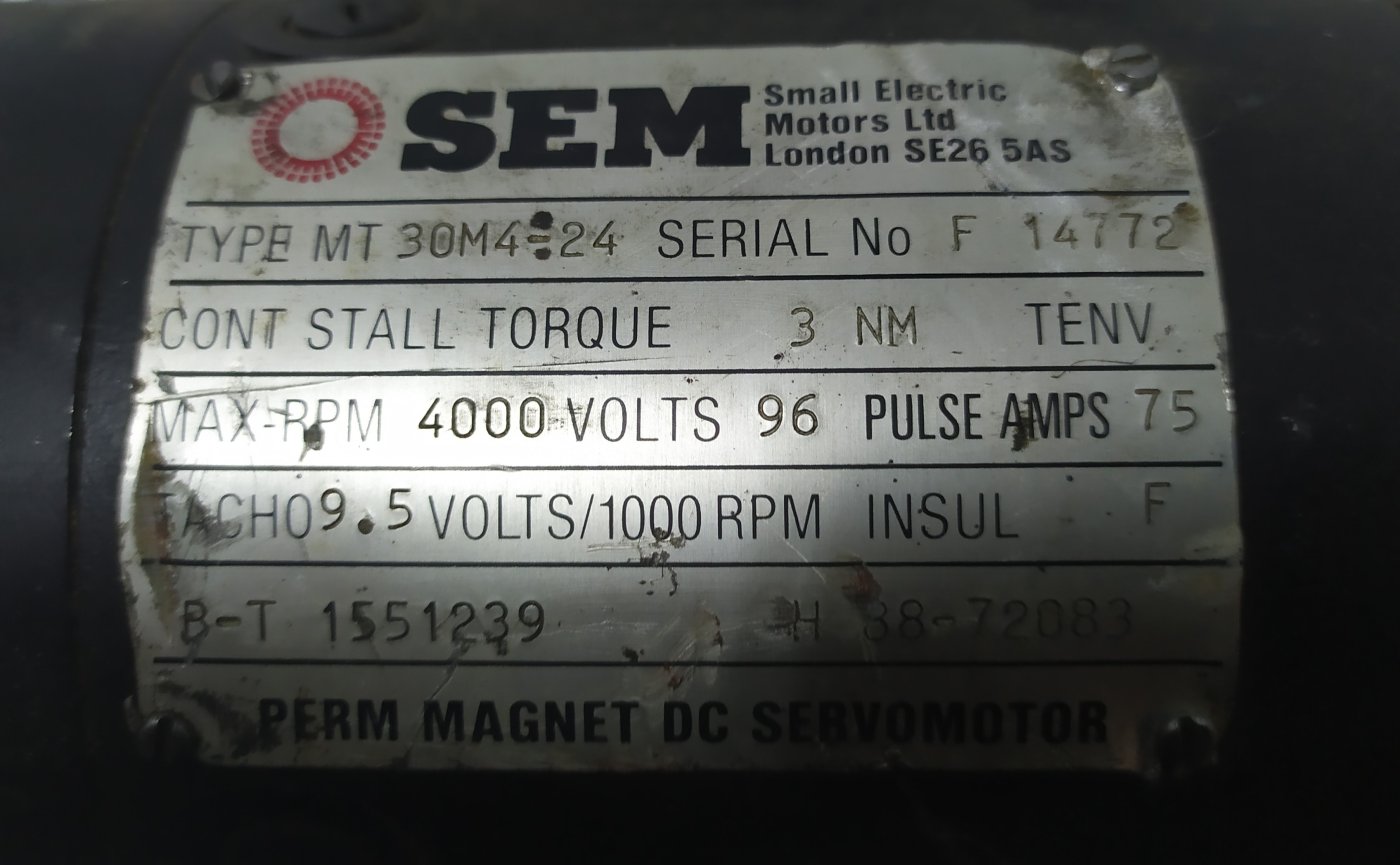 SEM Small Electric
Motors Ltd
London SE26 5AS
TYPE MT 30M4-24 SERIAL No F 14772
CONT STALL TORQUE 3 NM TENV
MAX-RPM 4000 VOLTS 96 PULSE AMPS 75
TACHO 9.5 VOLTS/1000 RPM INSUL F
B-T 1551239 H 38-72083
PERM MAGNET DC SERVOMOTOR